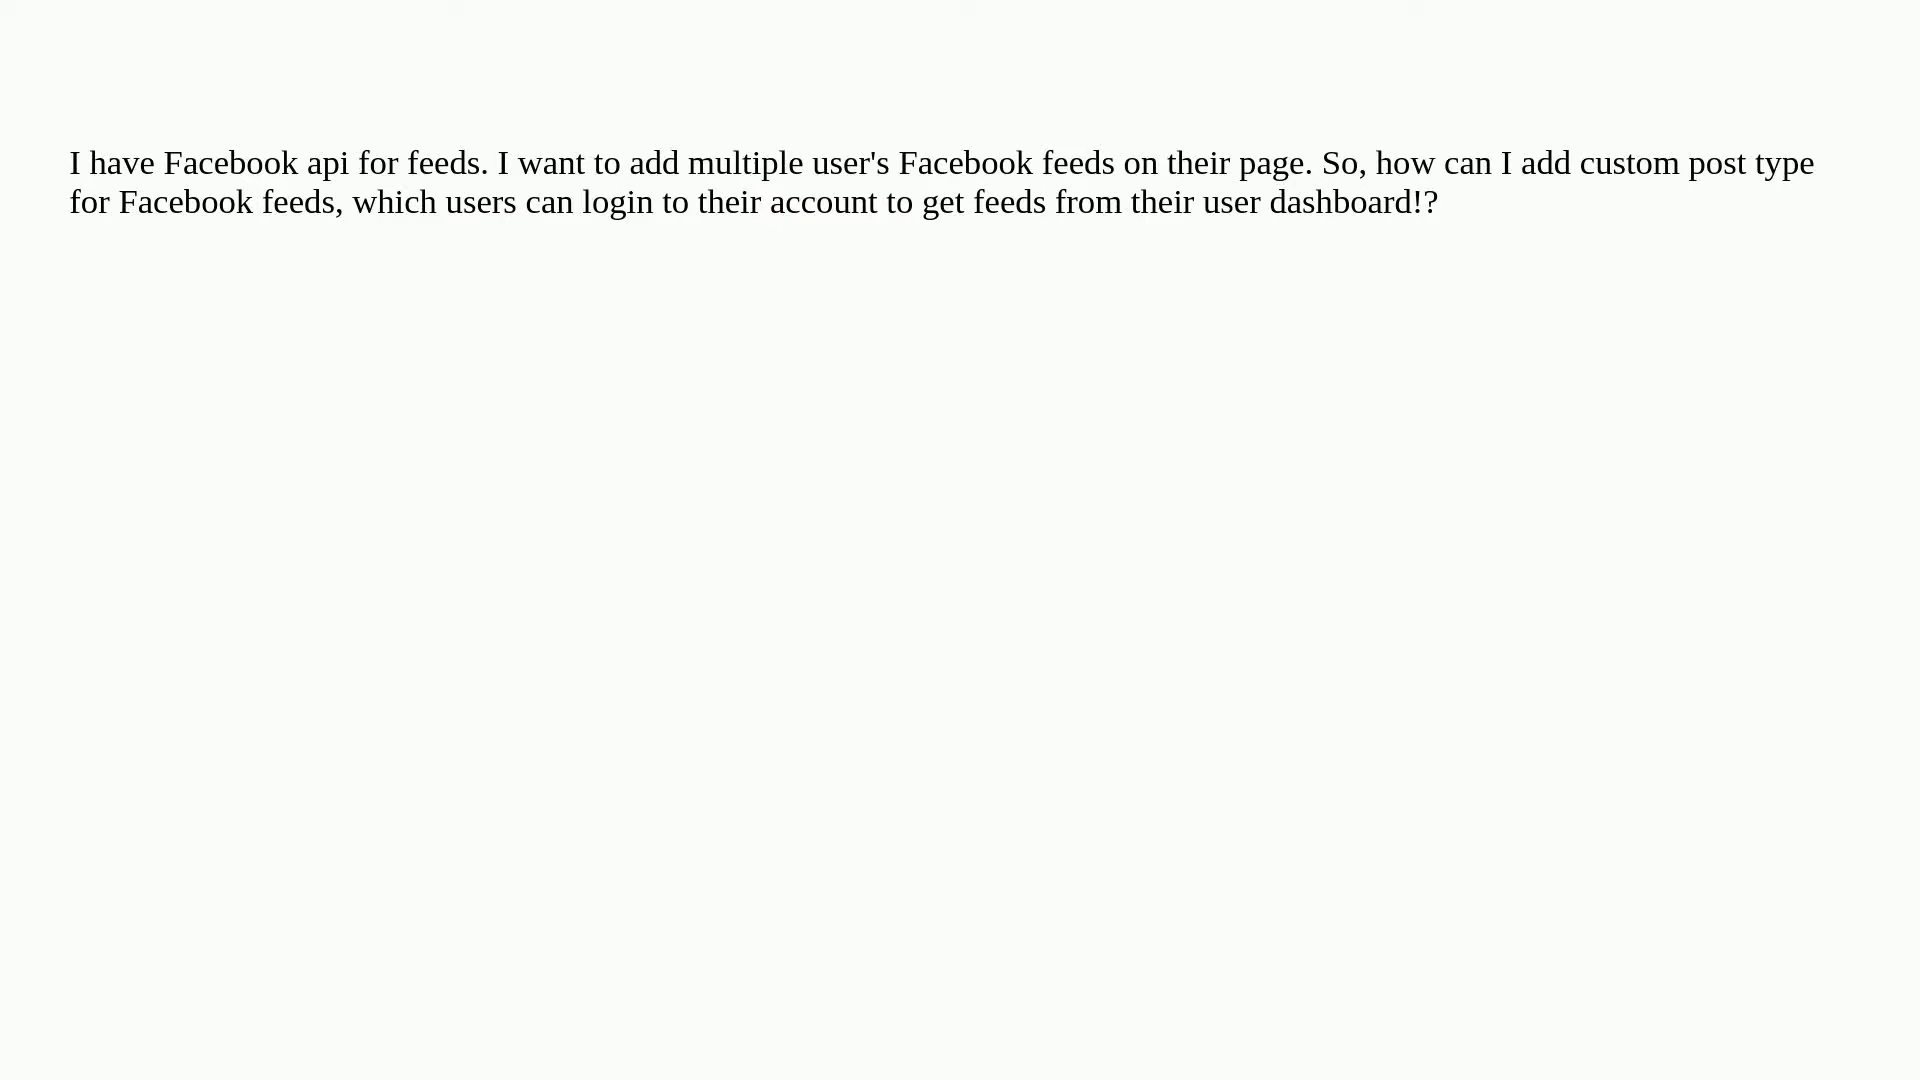 I have Facebook api for feeds. I want to add multiple user's Facebook feeds on their page. So, how can I add custom post type
for Facebook feeds, which users can login to their account to get feeds from their user dashboard!?